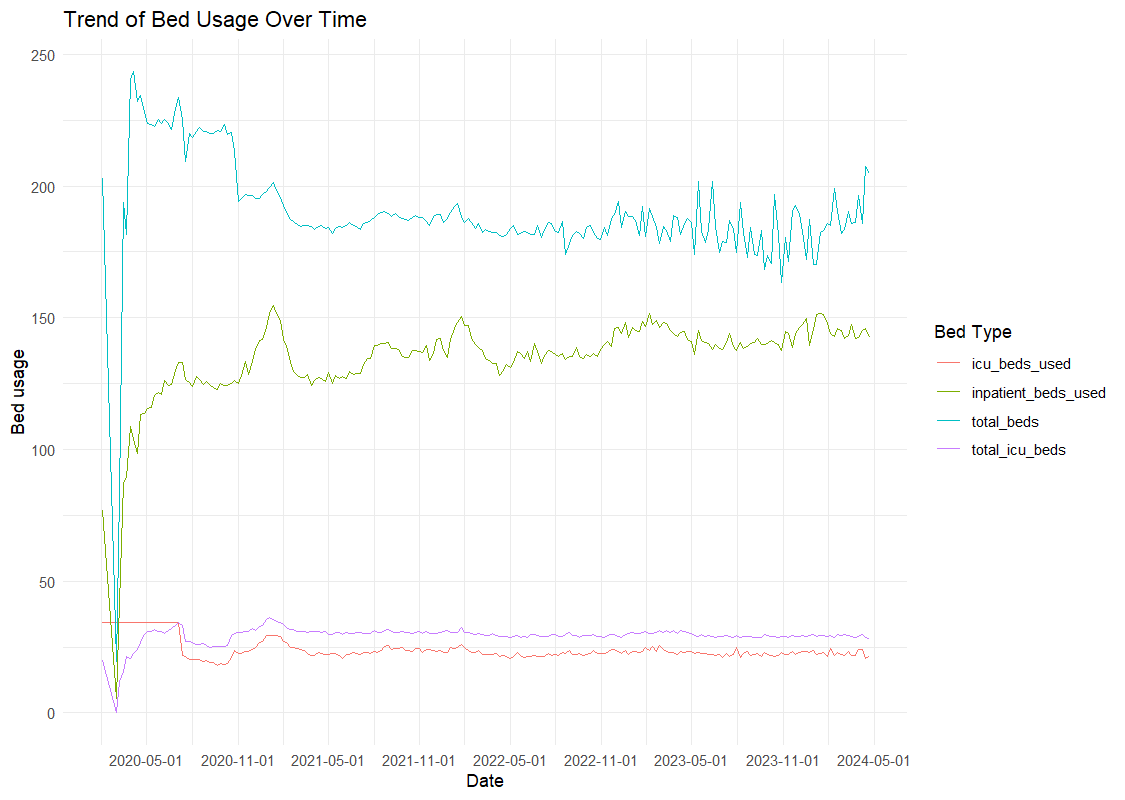 Trend of Bed Usage Over Time
250
200
150
100
50
0
Bed usage
2020-05-01 2020-11-01 2021-05-01 2021-11-01 2022-05-01 2022-11-01 2023-05-01 2023-11-01 2024-05-01
Date
Bed Type
icu_beds_used
inpatient_beds_used
total_beds
total_icu_beds